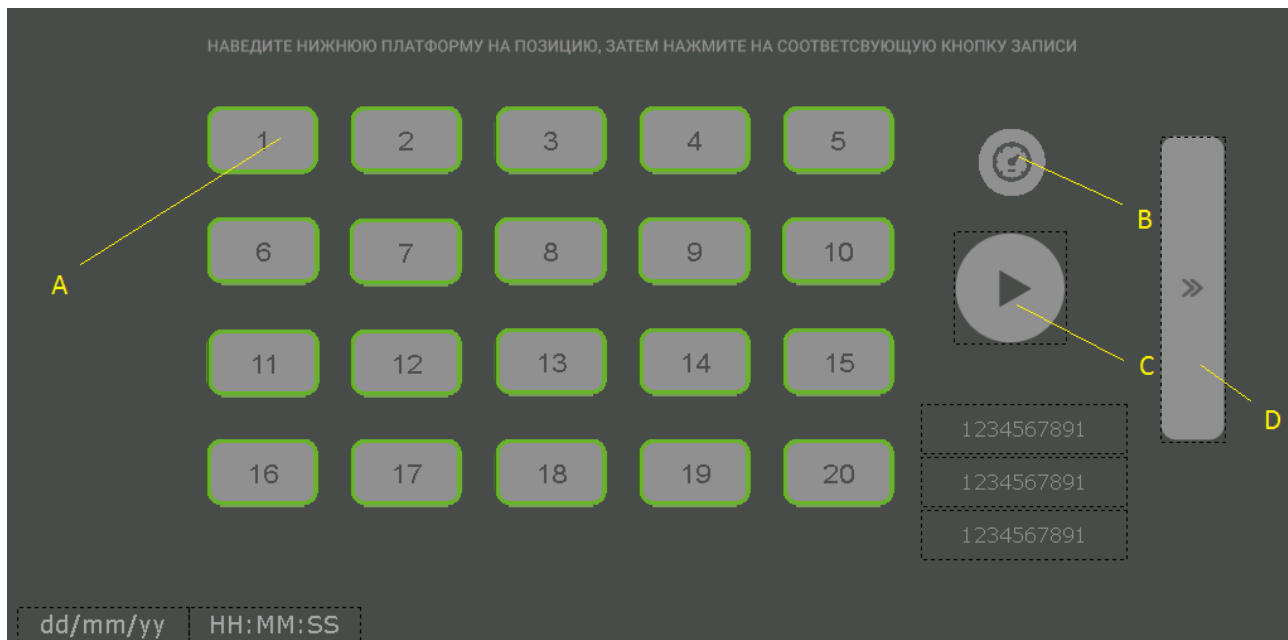 НАВЕДИТЕ НИЖНЮЮ ПЛАТФОРМУ НА ПОЗИЦИЮ, ЗАТЕМ НАЖМИТЕ НА СООТВЕТСВУЮЩУЮ КНОПКУ ЗАПИСИ
1 2 3 4 5
B
6 7 8 9 10
A
11 12 13 14 15
C
D
1234567891
16 17 18 19 20
1234567891
1234567891
dd/mm/yy HH:MM:SS